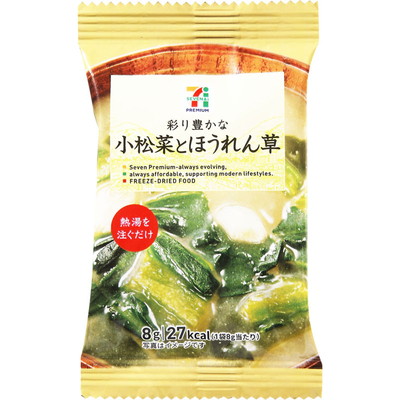 SEVEN&i
PREMIUM
彩り豊かな
小松菜とほうれん草
Seven Premium-always evolving,
always affordable, supporting modern lifestyles.
FREEZE-DRIED FOOD
熱湯を
注ぐだけ
8g 27kcal(1袋8g当たり)
写真はイメージです